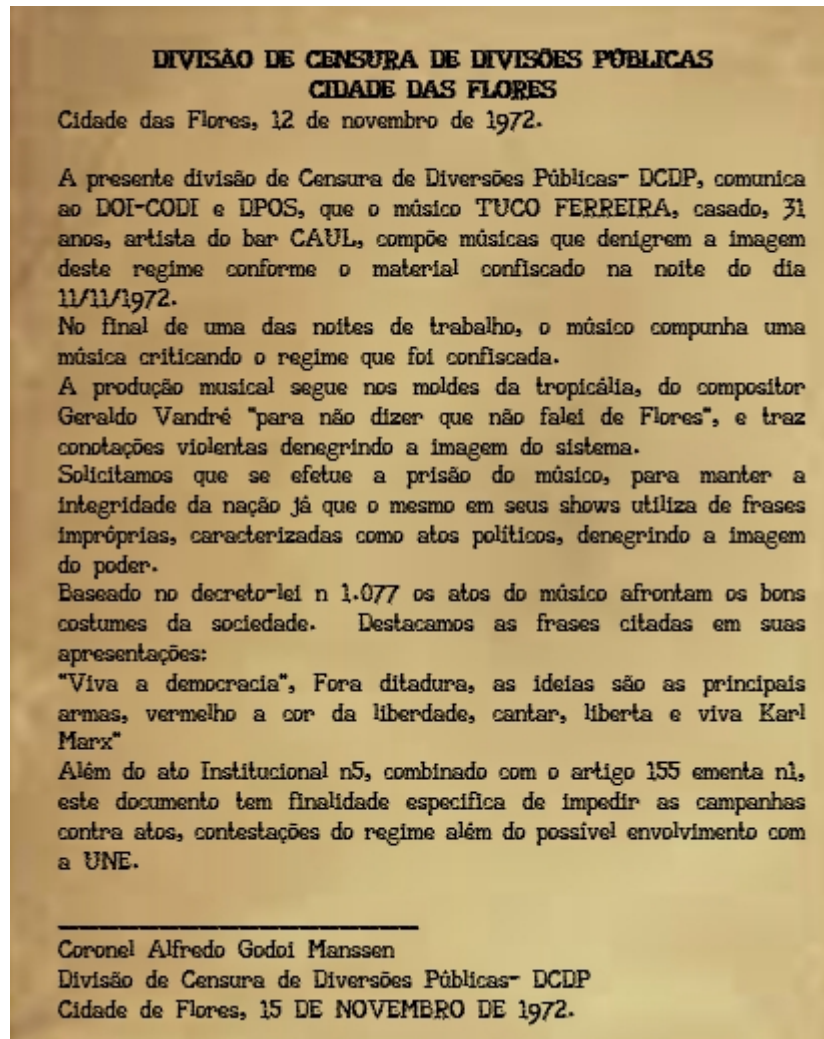 DIVISÃO DE CENSURA DE DIVISÕES PÚBLICAS
CIDADE DAS FLORES
Cidade das Flores, 12 de novembro de 1972.
A presente divisão de Censura de Diversões Públicas- DCDP, comunica
ao DOI-CODI e DPOS, que o músico TUCO FERREIRA, casado, 31
anos, artista do bar CAUL, compõe músicas que denigrem a imagem
deste regime conforme o material confiscado na noite do dia
11/11/1972.
No final de uma das noites de trabalho, o músico compunha uma
música criticando o regime que foi confiscada.
A produção musical segue nos moldes da tropicália, do compositor
Geraldo Vandré "para não dizer que não falei de Flores", e traz
conotações violentas denegrindo a imagem do sistema.
Solicitamos que se efetue a prisão do músico, para manter a
integridade da nação já que o mesmo em seus shows utiliza de frases
impróprias, caracterizadas como atos políticos, denegrindo a imagem
do poder.
Baseado no decreto-lei n 1.077 os atos do músico afrontam os bons
costumes da sociedade. Destacamos as frases citadas em suas
apresentações:
"Viva a democracia", Fora ditadura, as ideias são as principais
armas, vermelho a cor da liberdade, cantar, liberta e viva Karl
Marx"
Além do ato Institucional n5, combinado com o artigo 155 ementa n1,
este documento tem finalidade especifica de impedir as campanhas
contra atos, contestações do regime além do possível envolvimento com
a UNE.
Coronel Alfredo Godoi Manssen
Divisão de Censura de Diversões Públicas- DCDP
Cidade de Flores, 15 DE NOVEMBRO DE 1972.